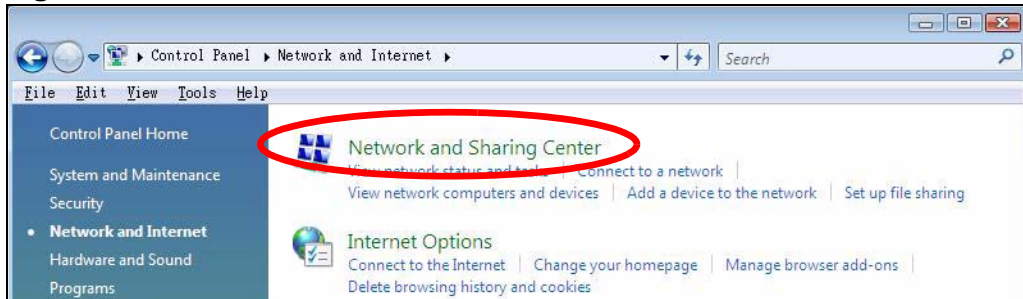 Control Panel ▸ Network and Internet ▸
Search
File Edit View Tools Help
Control Panel Home
System and Maintenance
Security
• Network and Internet
Hardware and Sound
Programs
Network and Sharing Center
View network status and tasks | Connect to a network |
View network computers and devices | Add a device to the network | Set up file sharing
Internet Options
Connect to the Internet | Change your homepage | Manage browser add-ons |
Delete browsing history and cookies